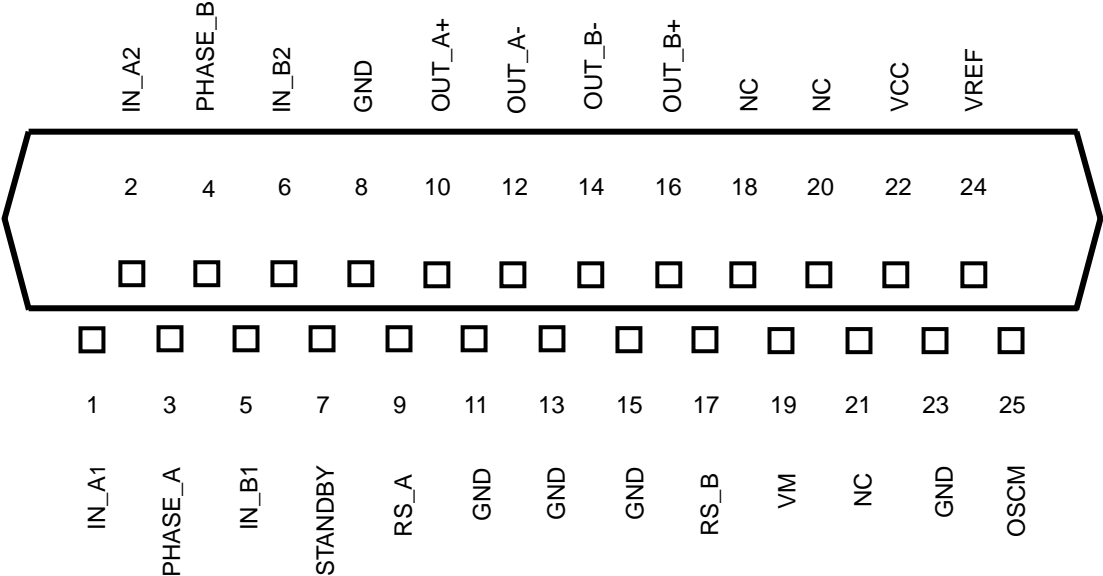 IN_A2 PHASE_B IN_B2 GND OUT_A+ OUT_A- OUT_B- OUT_B+ NC NC VCC VREF
2 4 6 8 10 12 14 16 18 20 22 24
1 3 5 7 9 11 13 15 17 19 21 23 25
IN_A1 PHASE_A IN_B1 STANDBY RS_A GND GND GND RS_B VM NC GND OSCM